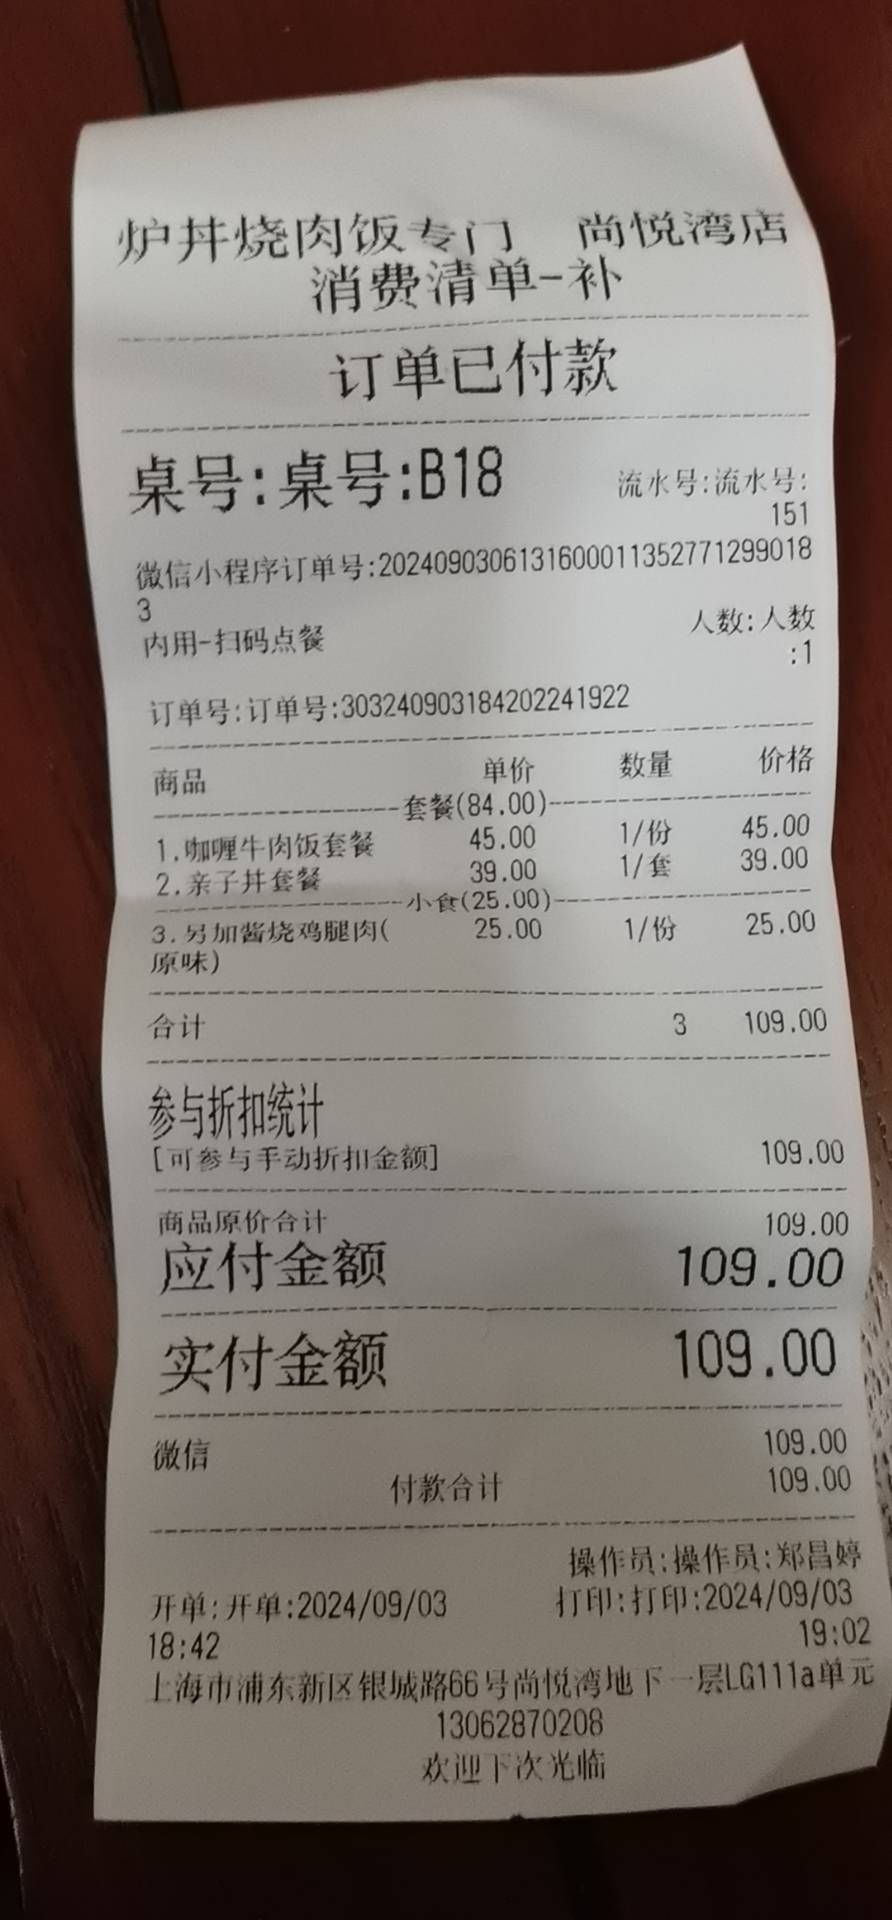 炉丼烧肉饭专门 尚悦湾店
消费清单-补
订单已付款
桌号:桌号:B18 流水号:流水号:
151
微信小程序订单号:2024090306131600011352771299018
3
内用-扫码点餐 人数:人数
:1
订单号:订单号:303240903184202241922
商品 单价 数量 价格
套餐(84.00)
1.咖喱牛肉饭套餐 45.00 1/份 45.00
2.亲子丼套餐 39.00 1/套 39.00
小食(25.00)
3.另加酱烧鸡腿肉( 25.00 1/份 25.00
原味)
合计 3 109.00
参与折扣统计
[可参与手动折扣金额] 109.00
商品原价合计 109.00
应付金额 109.00
实付金额 109.00
微信 109.00
付款合计 109.00
操作员:操作员:郑昌婷
开单:开单:2024/09/03 打印:打印:2024/09/03
18:42 19:02
上海市浦东新区银城路66号尚悦湾地下一层LG111a单元
13062870208
欢迎下次光临